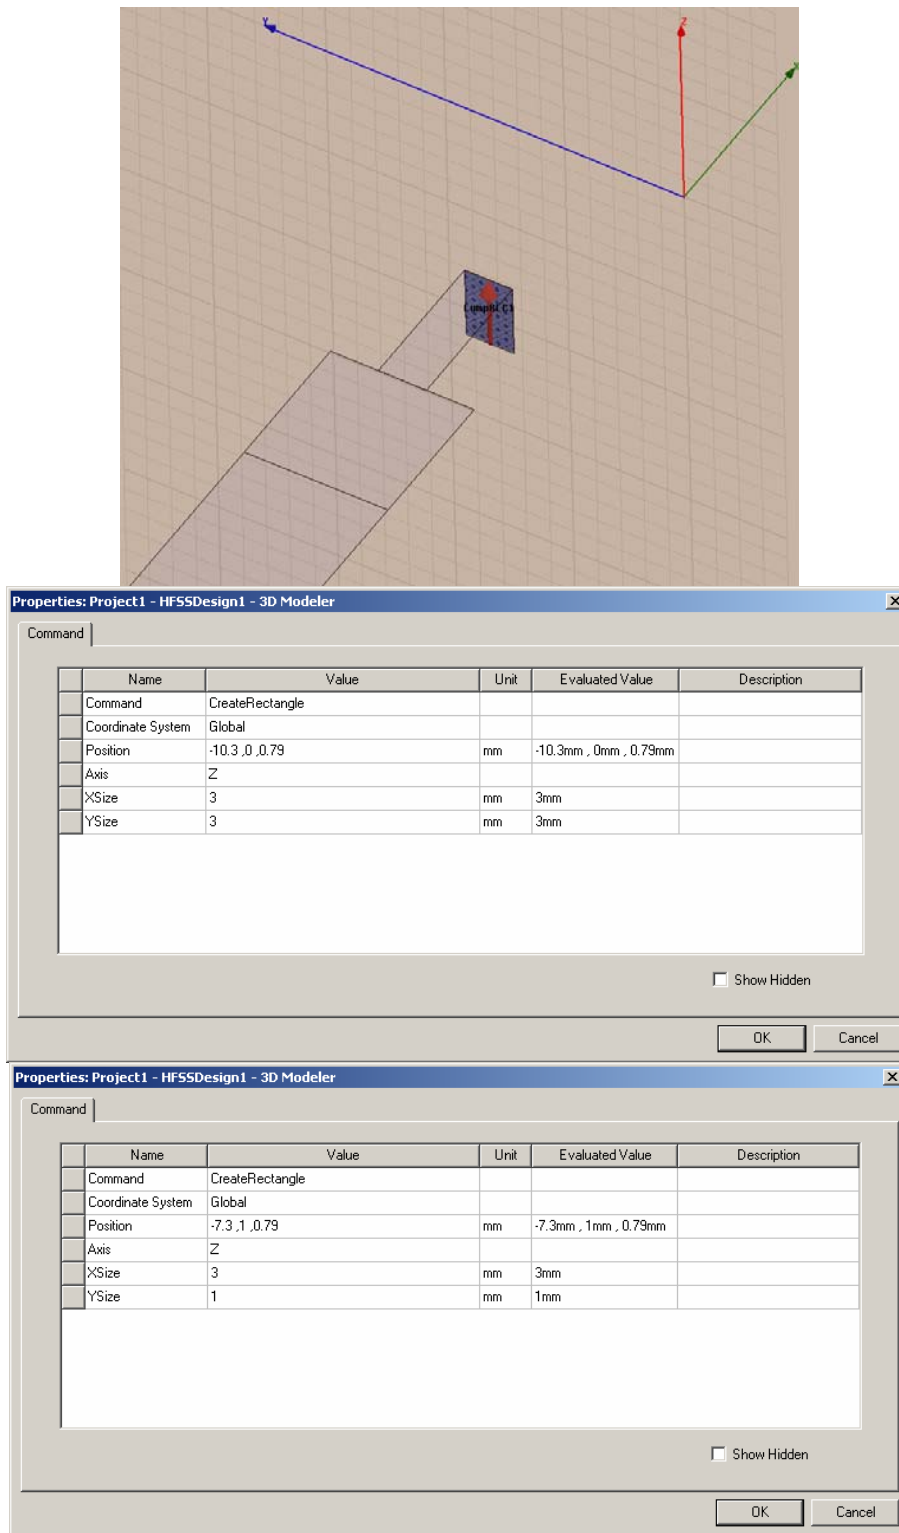 Y
Z
X
LumpRLC1
Properties: Project1 - HFSSDesign1 - 3D Modeler
Command
Name Value Unit Evaluated Value Description
Command CreateRectangle
Coordinate System Global
Position -10.3 ,0 ,0.79 mm -10.3mm , 0mm , 0.79mm
Axis Z
XSize 3 mm 3mm
YSize 3 mm 3mm
Show Hidden
OK Cancel
Properties: Project1 - HFSSDesign1 - 3D Modeler
Command
Name Value Unit Evaluated Value Description
Command CreateRectangle
Coordinate System Global
Position -7.3 ,1 ,0.79 mm -7.3mm , 1mm , 0.79mm
Axis Z
XSize 3 mm 3mm
YSize 1 mm 1mm
Show Hidden
OK Cancel